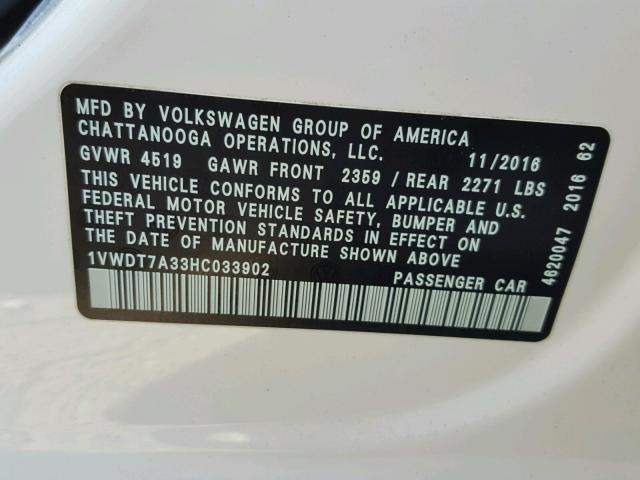 MFD BY VOLKSWAGEN GROUP OF AMERICA
CHATTANOOGA OPERATIONS, LLC. 11/2016
GVWR 4519 GAWR FRONT 2359 / REAR 2271 LBS
THIS VEHICLE CONFORMS TO ALL APPLICABLE U.S.
FEDERAL MOTOR VEHICLE SAFETY, BUMPER AND
THEFT PREVENTION STANDARDS IN EFFECT ON
THE DATE OF MANUFACTURE SHOWN ABOVE
1VWDT7A33HC033902 PASSENGER CAR
4620047 2016 62